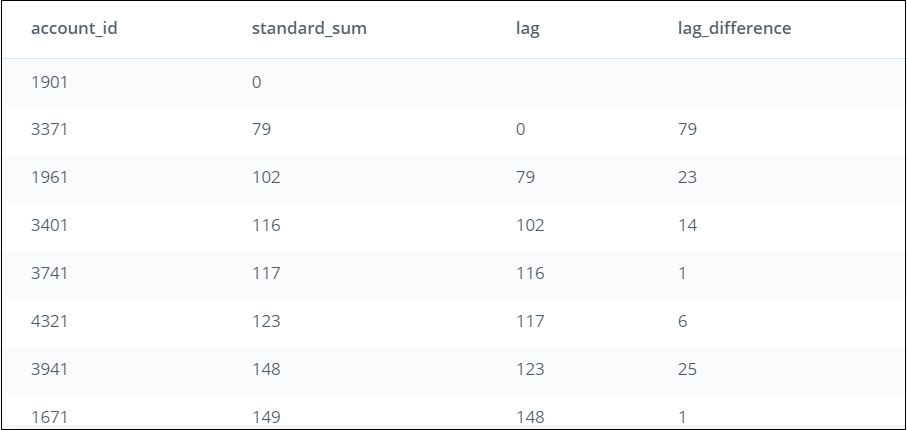 account_id standard_sum lag lag_difference
1901 0
3371 79 0 79
1961 102 79 23
3401 116 102 14
3741 117 116 1
4321 123 117 6
3941 148 123 25
1671 149 148 1